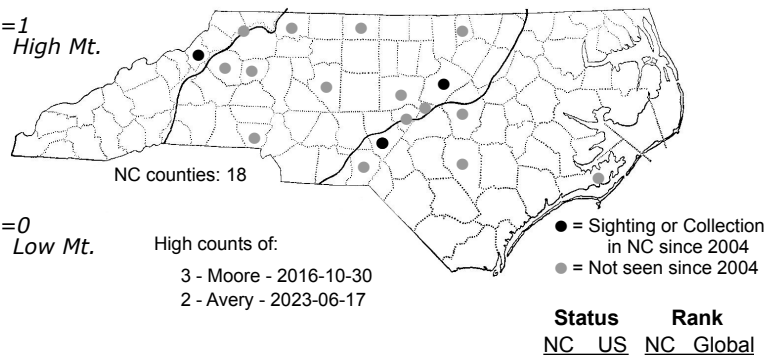 =1
High Mt.
NC counties: 18
=0
Low Mt.
High counts of:
3 - Moore - 2016-10-30
2 - Avery - 2023-06-17
● = Sighting or Collection
in NC since 2004
● = Not seen since 2004
Status Rank
NC US NC Global